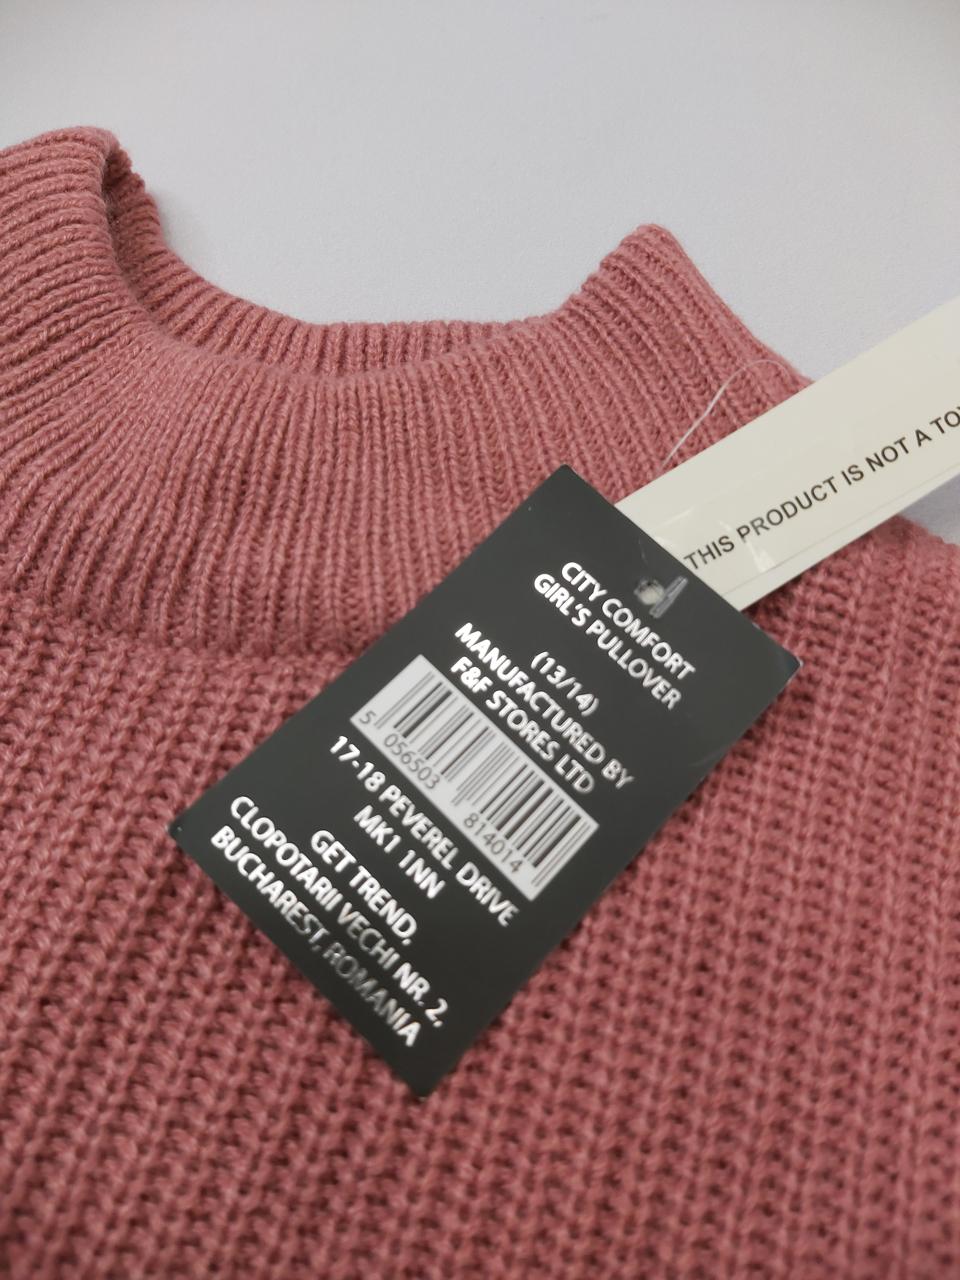 THIS PRODUCT IS NOT A TO
CITY COMFORT
GIRL'S PULLOVER
(13/14)
MANUFACTURED BY
F&F STORES LTD
5 056503 814014
17-18 PEVEREL DRIVE
MK1 1NN
GET TREND,
CLOPOTARII VECHI NR. 2,
BUCHAREST, ROMANIA